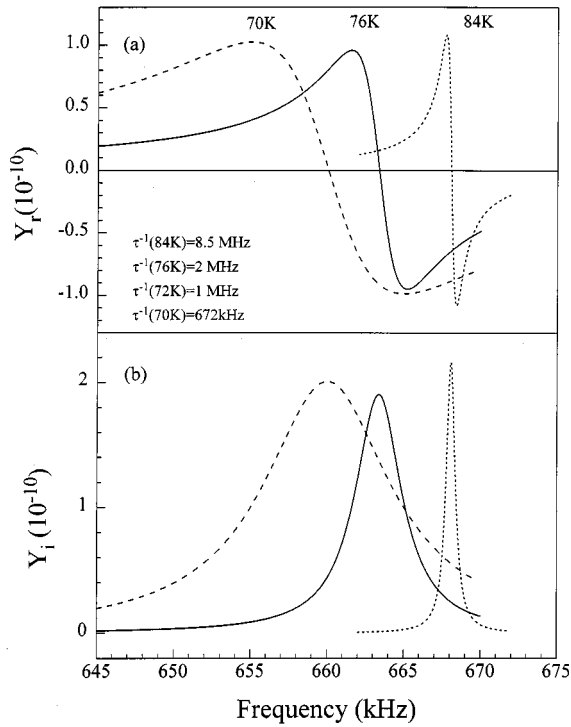 70K 76K 84K
(a)
1.0
0.5
0.0
-0.5
-1.0
Y_r(10^-10)
τ^-1(84K)=8.5 MHz
τ^-1(76K)=2 MHz
τ^-1(72K)=1 MHz
τ^-1(70K)=672kHz
(b)
2
1
0
Y_i (10^-10)
645 650 655 660 665 670 675
Frequency (kHz)